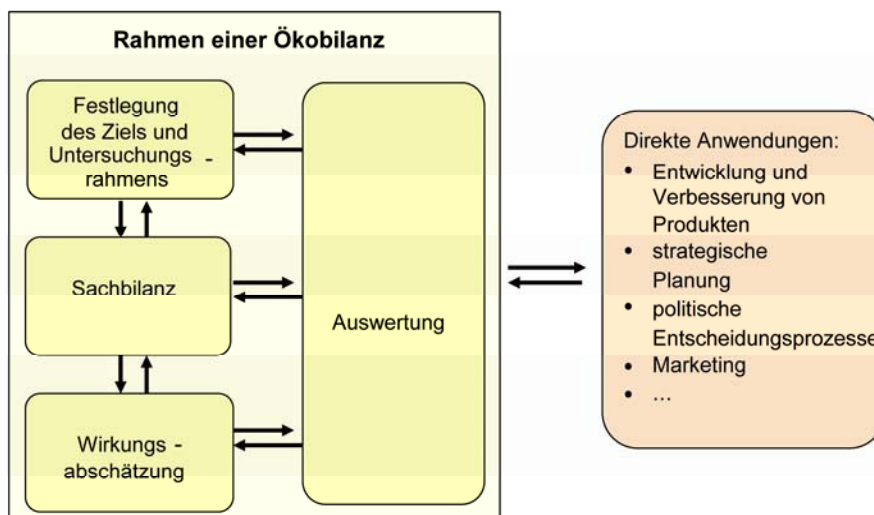 Rahmen einer Ökobilanz
Festlegung
des Ziels und
Untersuchungs -
rahmens
Sachbilanz
Wirkungs -
abschätzung
Auswertung
Direkte Anwendungen:
• Entwicklung und
Verbesserung von
Produkten
• strategische
Planung
• politische
Entscheidungsprozesse
• Marketing
• ...